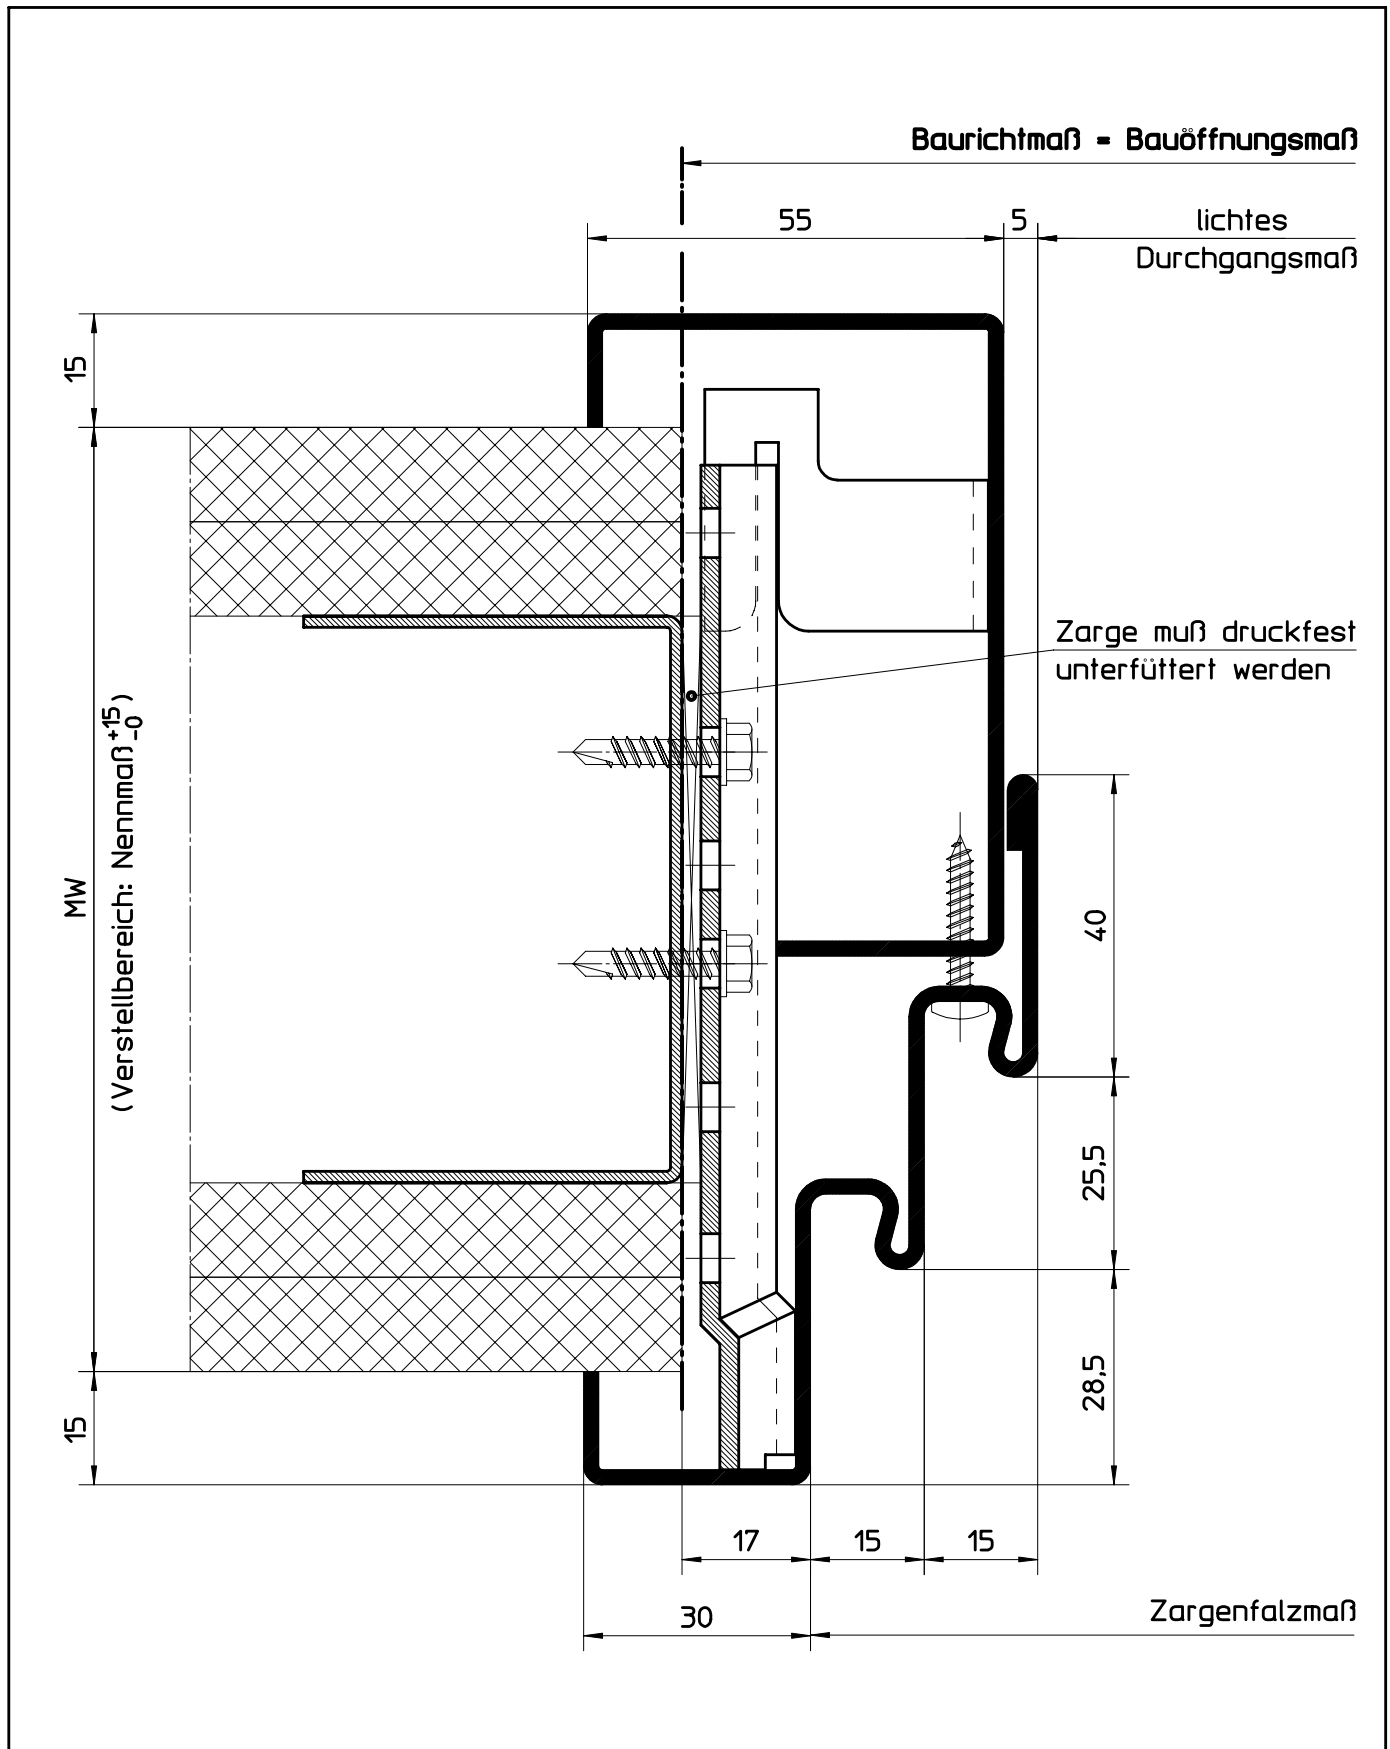 Baurichtmaß = Bauöffnungsmaß
55
5
lichtes
Durchgangsmaß
15
Zarge muß druckfest
unterfüttert werden
MW
(Verstellbereich: Nennmaß +15 -0)
40
25,5
28,5
15
17
15
15
30
Zargenfalzmaß